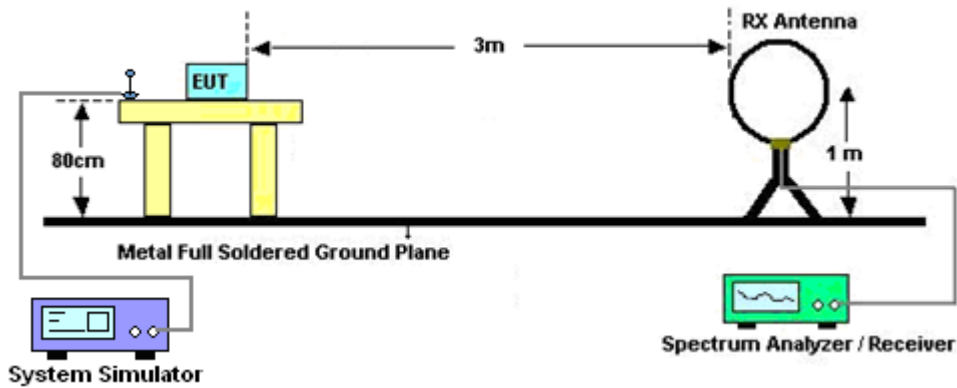 RX Antenna
3m
EUT
80cm
1 m
Metal Full Soldered Ground Plane
System Simulator
Spectrum Analyzer / Receiver